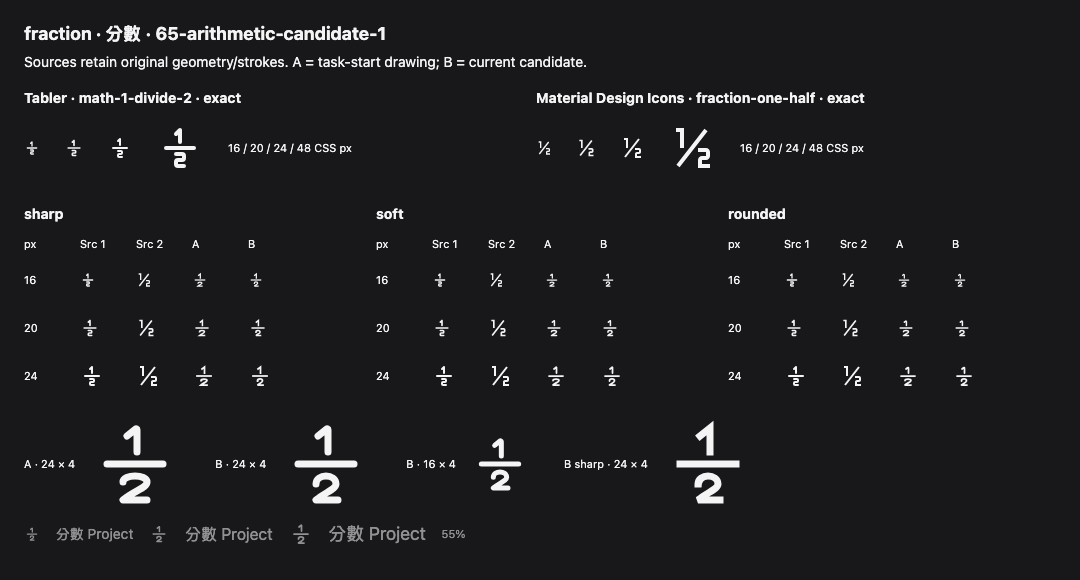 fraction · 分數 · 65-arithmetic-candidate-1
Sources retain original geometry/strokes. A = task-start drawing; B = current candidate.
Tabler · math-1-divide-2 · exact
Material Design Icons · fraction-one-half · exact
16 / 20 / 24 / 48 CSS px
16 / 20 / 24 / 48 CSS px
sharp
px Src 1 Src 2 A B
16
20
24
soft
px Src 1 Src 2 A B
16
20
24
rounded
px Src 1 Src 2 A B
16
20
24
A · 24 × 4
B · 24 × 4
B · 16 × 4
B sharp · 24 × 4
分數 Project 分數 Project 分數 Project 55%